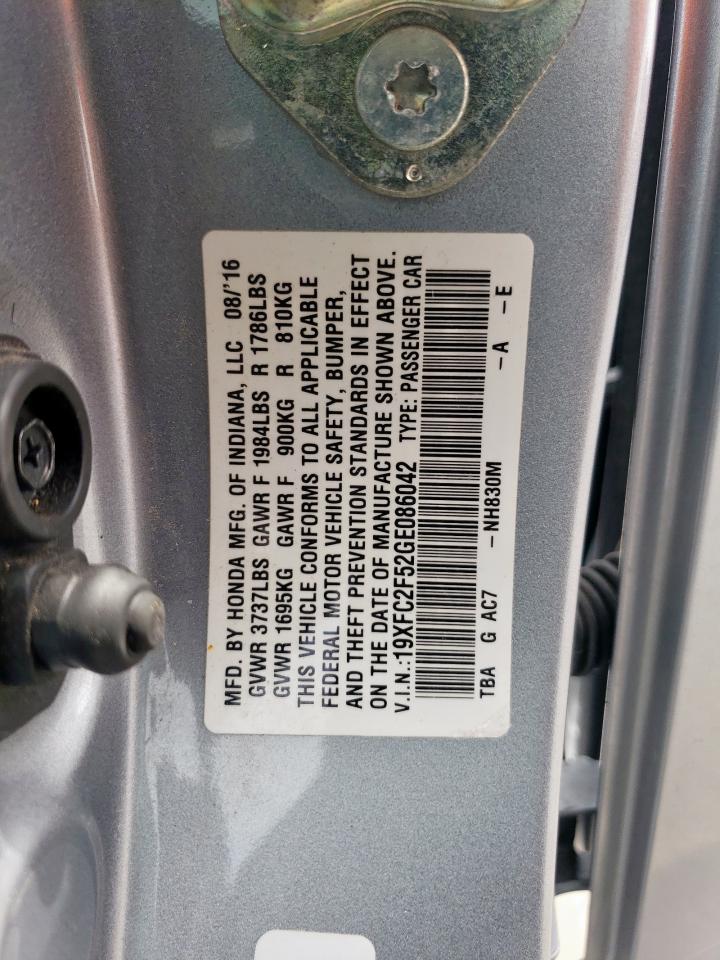 MFD. BY HONDA MFG. OF INDIANA, LLC 08/'16
GVWR 3737LBS GAWR F 1984LBS R 1786LBS
GVWR 1695KG GAWR F 900KG R 810KG
THIS VEHICLE CONFORMS TO ALL APPLICABLE
FEDERAL MOTOR VEHICLE SAFETY, BUMPER,
AND THEFT PREVENTION STANDARDS IN EFFECT
ON THE DATE OF MANUFACTURE SHOWN ABOVE.
V.I.N.:19XFC2F52GE086042 TYPE: PASSENGER CAR
TBA G AC7 -NH830M -A -E